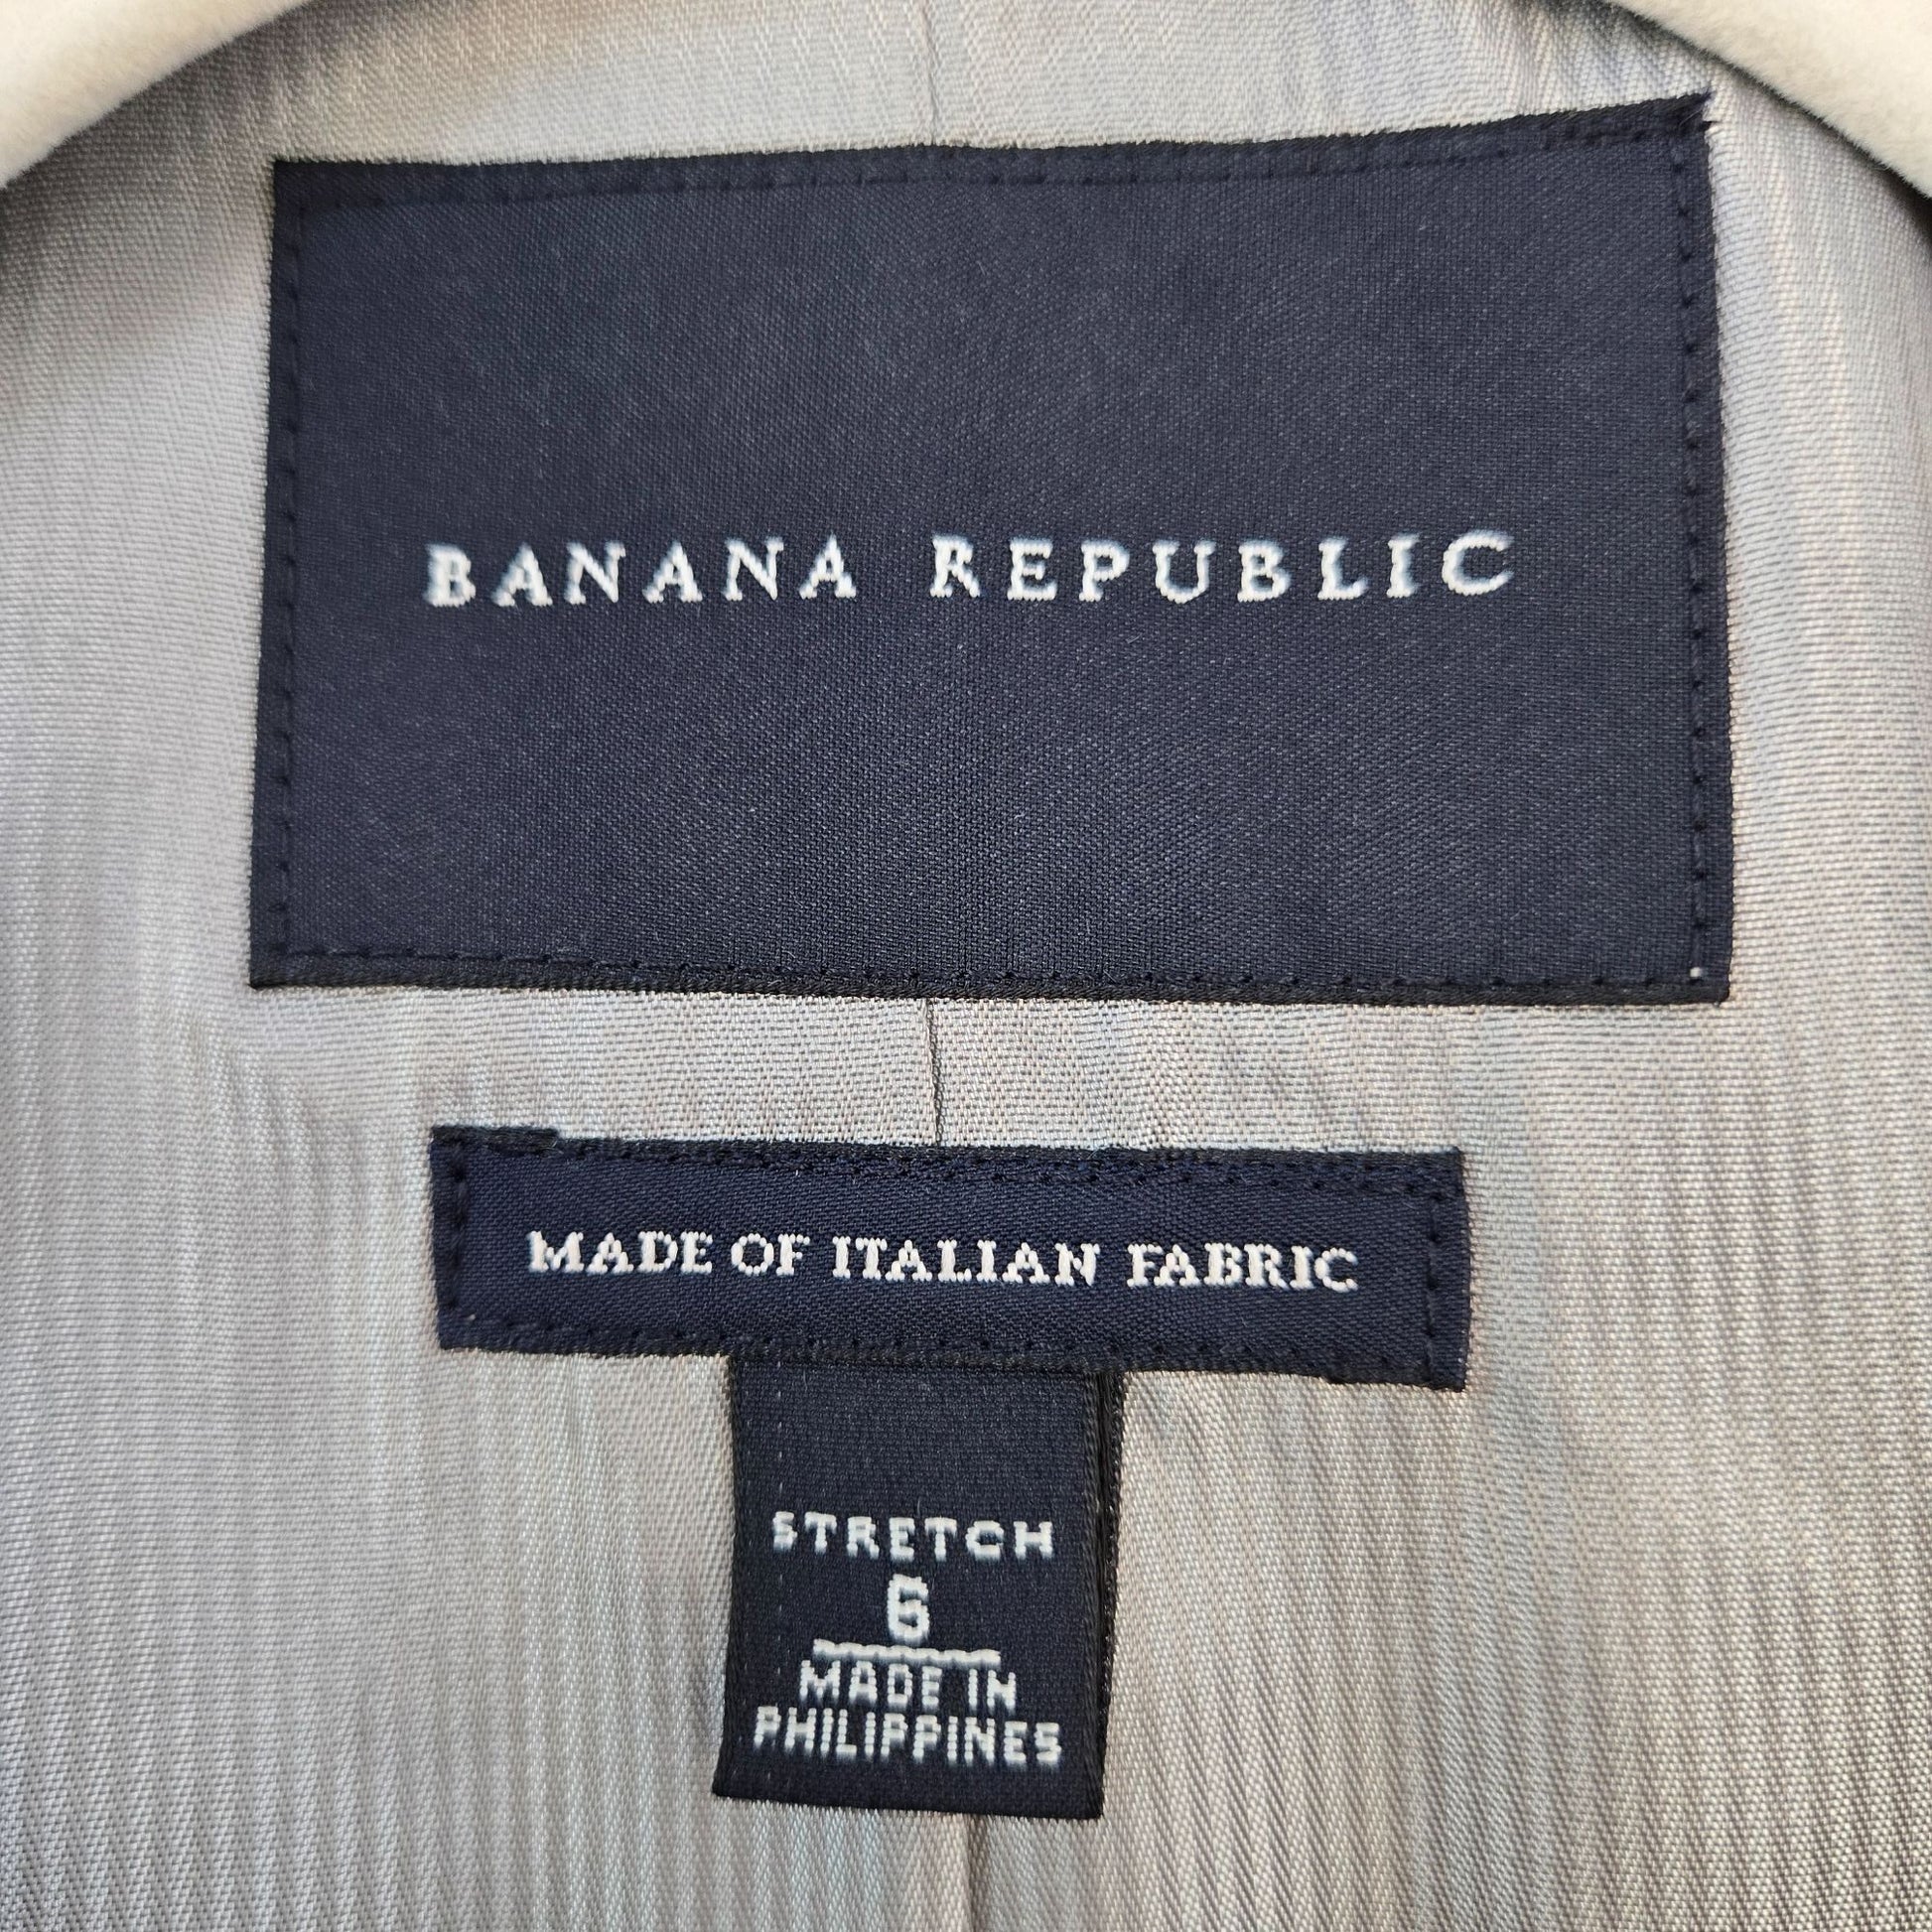 BANANA REPUBLIC
MADE OF ITALIAN FABRIC
STRETCH
6
MADE IN
PHILIPPINES